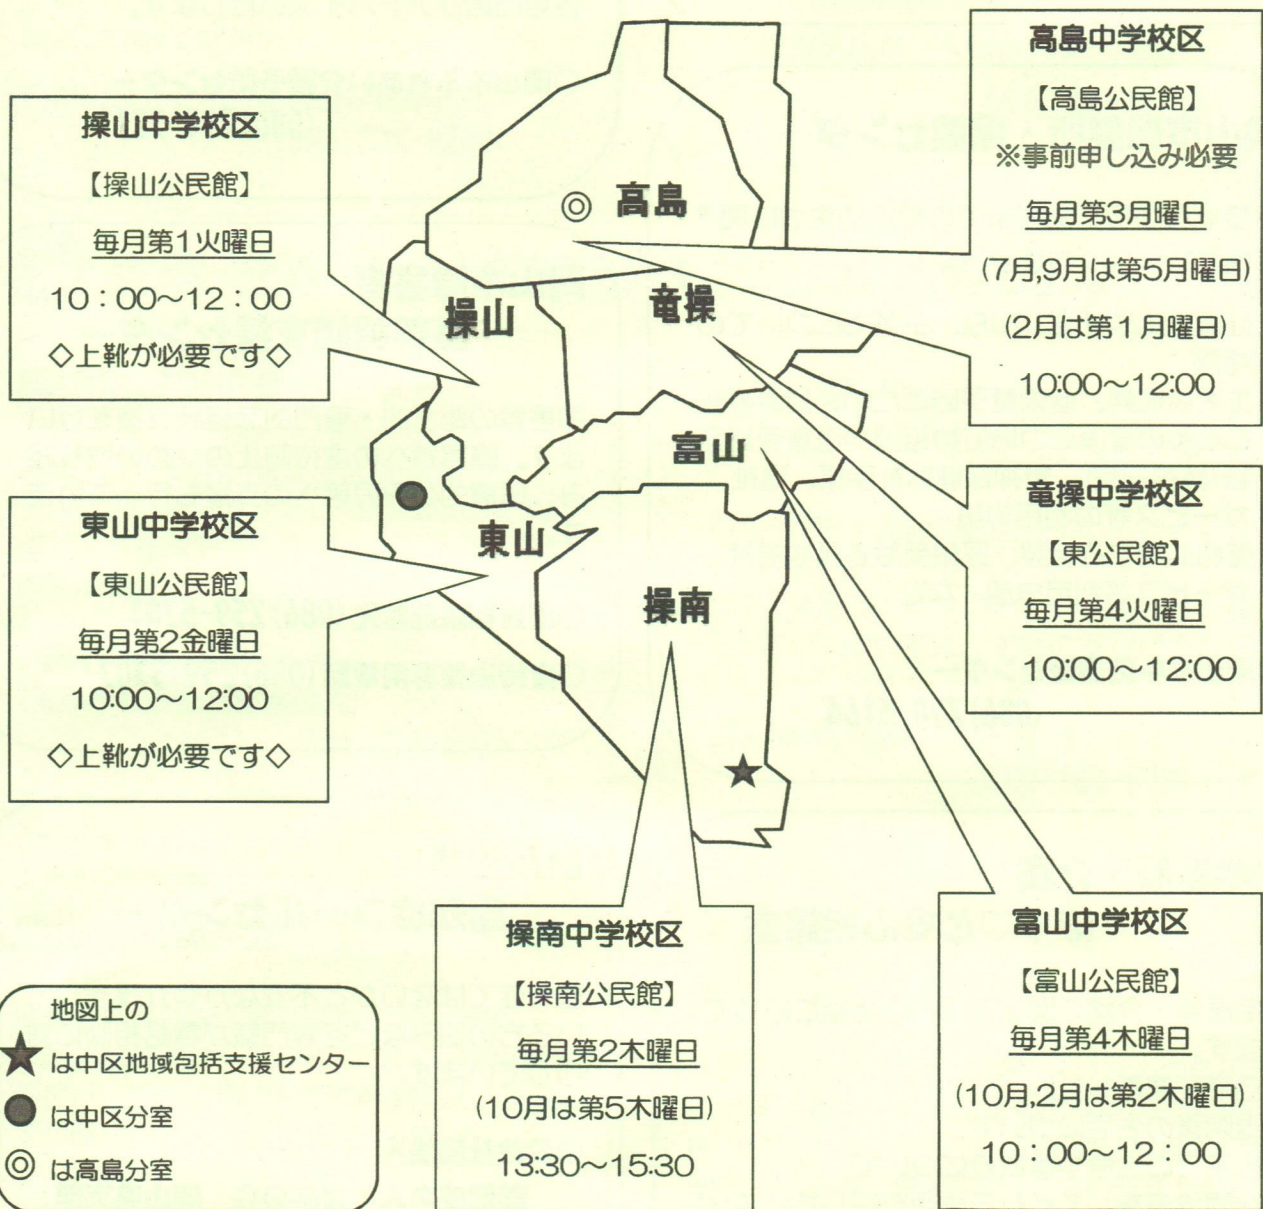 高島中学校区
【高島公民館】
※事前申し込み必要
毎月第3月曜日
(7月,9月は第5月曜日)
(2月は第1月曜日)
10:00～12:00
操山中学校区
【操山公民館】
毎月第1火曜日
10：00～12：00
◇上靴が必要です◇
高島
操山
竜操
富山
東山
操南
東山中学校区
【東山公民館】
毎月第2金曜日
10:00～12:00
◇上靴が必要です◇
竜操中学校区
【東公民館】
毎月第4火曜日
10:00～12:00
操南中学校区
【操南公民館】
毎月第2木曜日
(10月は第5木曜日)
13:30～15:30
富山中学校区
【富山公民館】
毎月第4木曜日
(10月,2月は第2木曜日)
10：00～12：00
地図上の
★は中区地域包括支援センター
●は中区分室
◎は高島分室